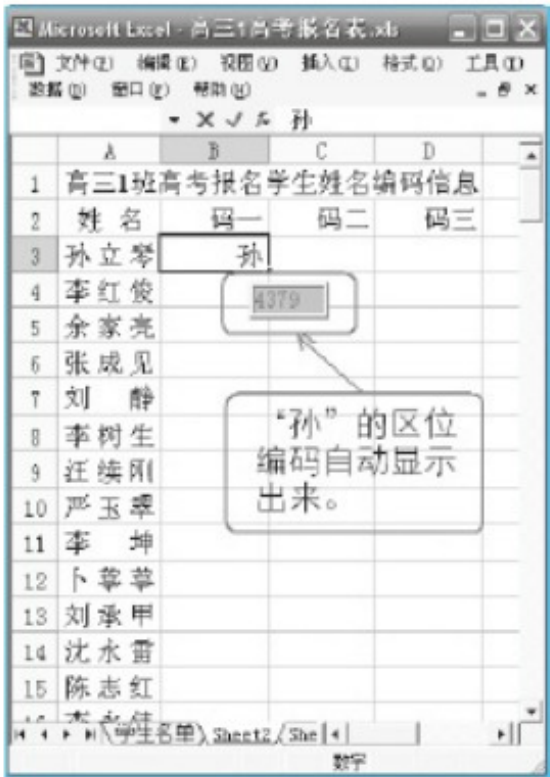 Microsoft Excel - 高三1高考报名表.xls
文件(F) 编辑(E) 视图(V) 插入(I) 格式(O) 工具(T)
数据(D) 窗口(W) 帮助(H)
孙
A B C D
1 高三1班高考报名学生姓名编码信息
2 姓 名 码一 码二 码三
3 孙立琴 孙
4379
4 李红俊
5 余家亮
6 张成见
7 刘 静
“孙”的区位
编码自动显示
出来。
8 李树生
9 汪续刚
10 严玉翠
11 李 坤
12 卜苓苓
13 刘承甲
14 沈永雷
15 陈志红
学生名单 Sheet2 She
数字